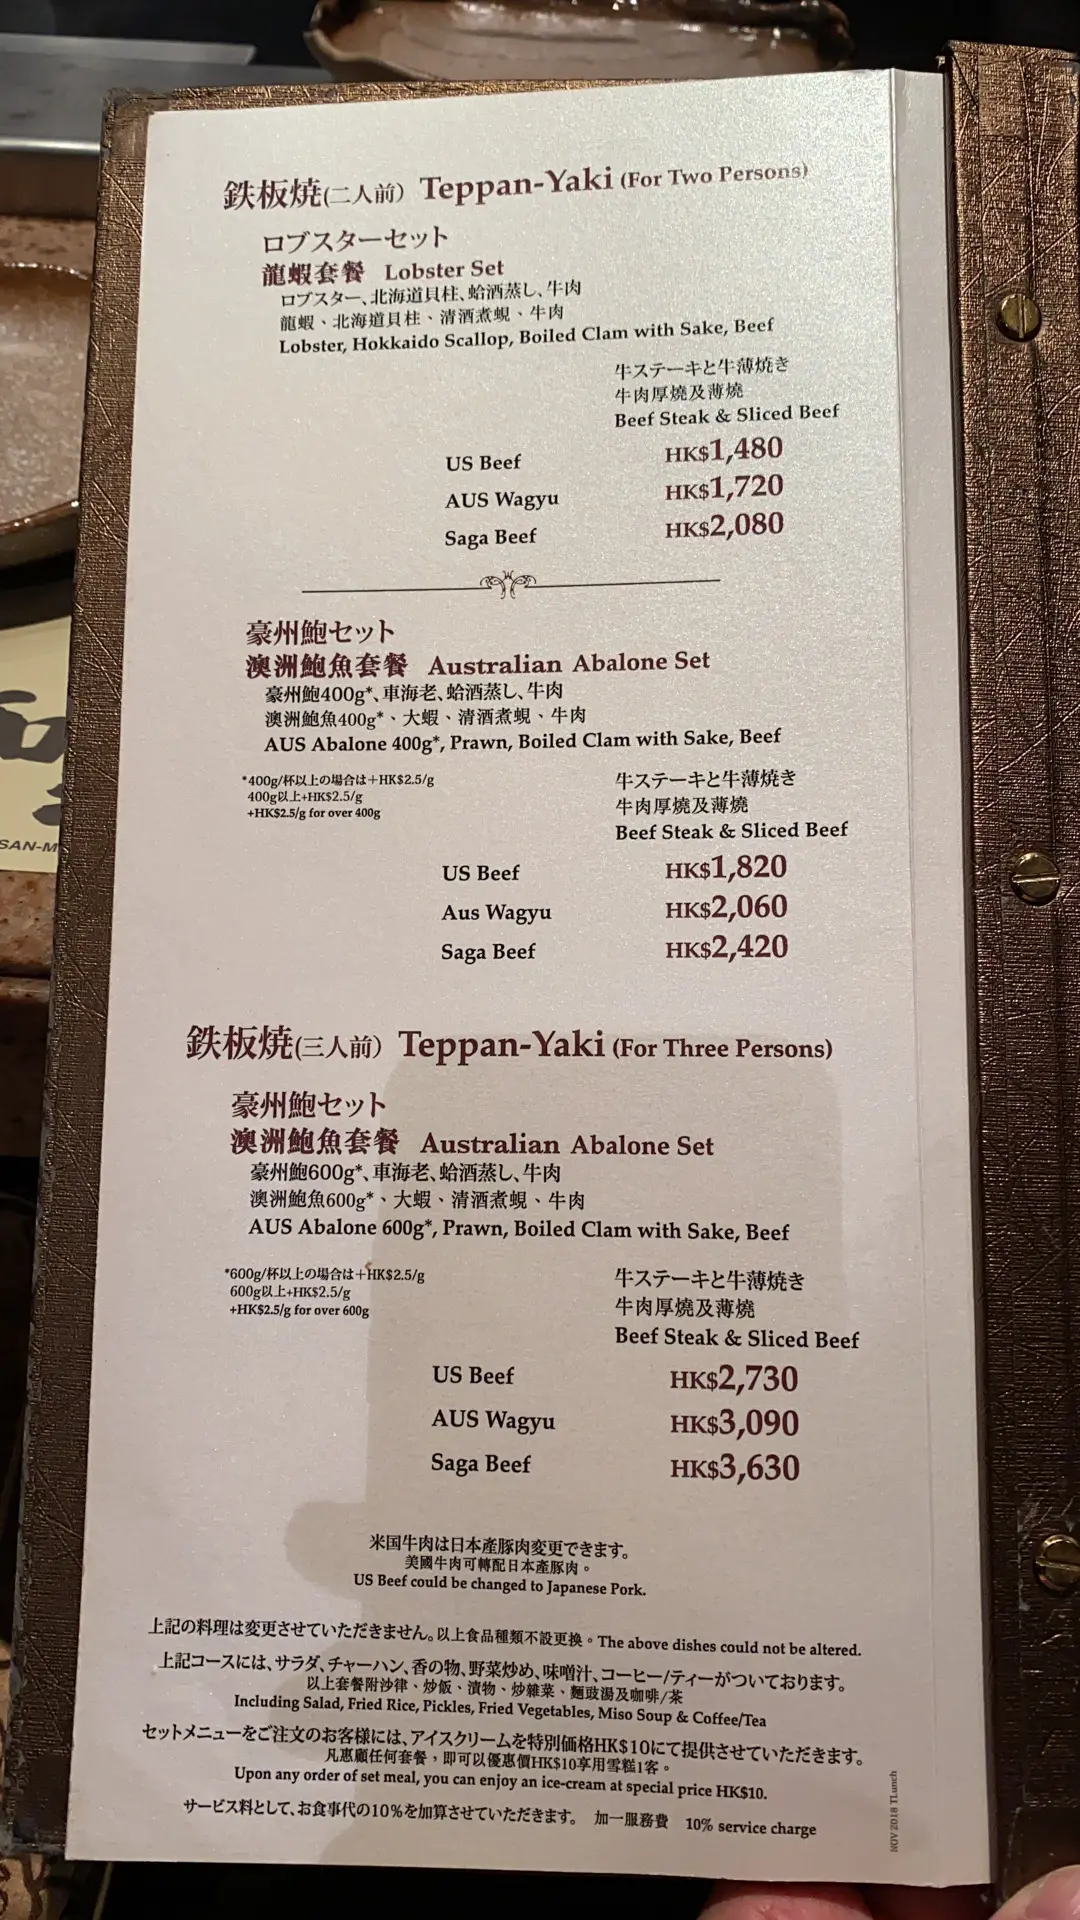 鉄板焼(二人前) Teppan-Yaki (For Two Persons)
ロブスターセット
龍蝦套餐 Lobster Set
ロブスター、北海道貝柱、蛤酒蒸し、牛肉
龍蝦、北海道貝柱、清酒煮蜆、牛肉
Lobster, Hokkaido Scallop, Boiled Clam with Sake, Beef
牛ステーキと牛薄焼き
牛肉厚燒及薄燒
Beef Steak & Sliced Beef
US Beef HK$1,480
AUS Wagyu HK$1,720
Saga Beef HK$2,080
豪州鮑セット
澳洲鮑魚套餐 Australian Abalone Set
豪州鮑400g*、車海老、蛤酒蒸し、牛肉
澳洲鮑魚400g*、大蝦、清酒煮蜆、牛肉
AUS Abalone 400g*, Prawn, Boiled Clam with Sake, Beef
*400g/杯以上の場合は+HK$2.5/g
400g以上+HK$2.5/g
+HK$2.5/g for over 400g
牛ステーキと牛薄焼き
牛肉厚燒及薄燒
Beef Steak & Sliced Beef
US Beef HK$1,820
Aus Wagyu HK$2,060
Saga Beef HK$2,420
鉄板焼(三人前) Teppan-Yaki (For Three Persons)
豪州鮑セット
澳洲鮑魚套餐 Australian Abalone Set
豪州鮑600g*、車海老、蛤酒蒸し、牛肉
澳洲鮑魚600g*、大蝦、清酒煮蜆、牛肉
AUS Abalone 600g*, Prawn, Boiled Clam with Sake, Beef
*600g/杯以上の場合は+HK$2.5/g
600g以上+HK$2.5/g
+HK$2.5/g for over 600g
牛ステーキと牛薄焼き
牛肉厚燒及薄燒
Beef Steak & Sliced Beef
US Beef HK$2,730
AUS Wagyu HK$3,090
Saga Beef HK$3,630
米国牛肉は日本產豚肉変更できます。
美國牛肉可轉配日本產豚肉。
US Beef could be changed to Japanese Pork.
上記の料理は変更させていただきません。以上食品種類不設更換。The above dishes could not be altered.
上記コースには、サラダ、チャーハン、香の物、野菜炒め、味噌汁、コーヒー/ティーがついております。
以上套餐附沙律、炒飯、漬物、炒雜菜、麵豉湯及咖啡/茶
Including Salad, Fried Rice, Pickles, Fried Vegetables, Miso Soup & Coffee/Tea
セットメニューをご注文のお客様には、アイスクリームを特別価格HK$10にて提供させていただきます。
凡惠顧任何套餐，即可以優惠價HK$10享用雪糕1客。
Upon any order of set meal, you can enjoy an ice-cream at special price HK$10.
サービス料として、お食事代の10%を加算させていただきます。 加一服務費 10% service charge
NOV 2018 TLunch
SAN-M